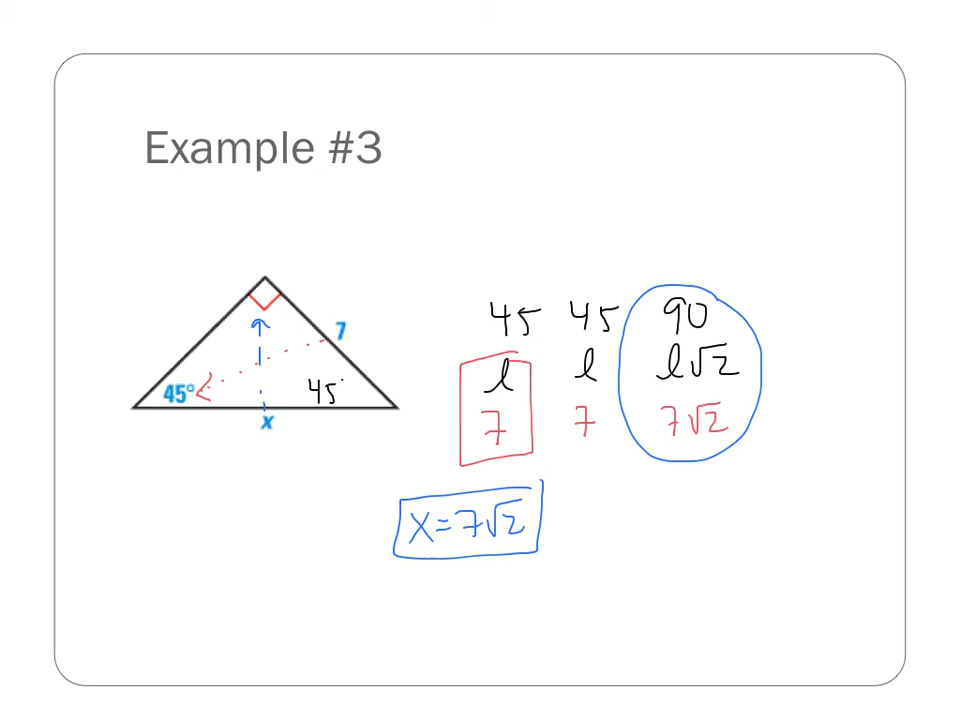 Example #3
7
45°
45°
x
45 45 90
l l l√2
7 7 7√2
x=7√2